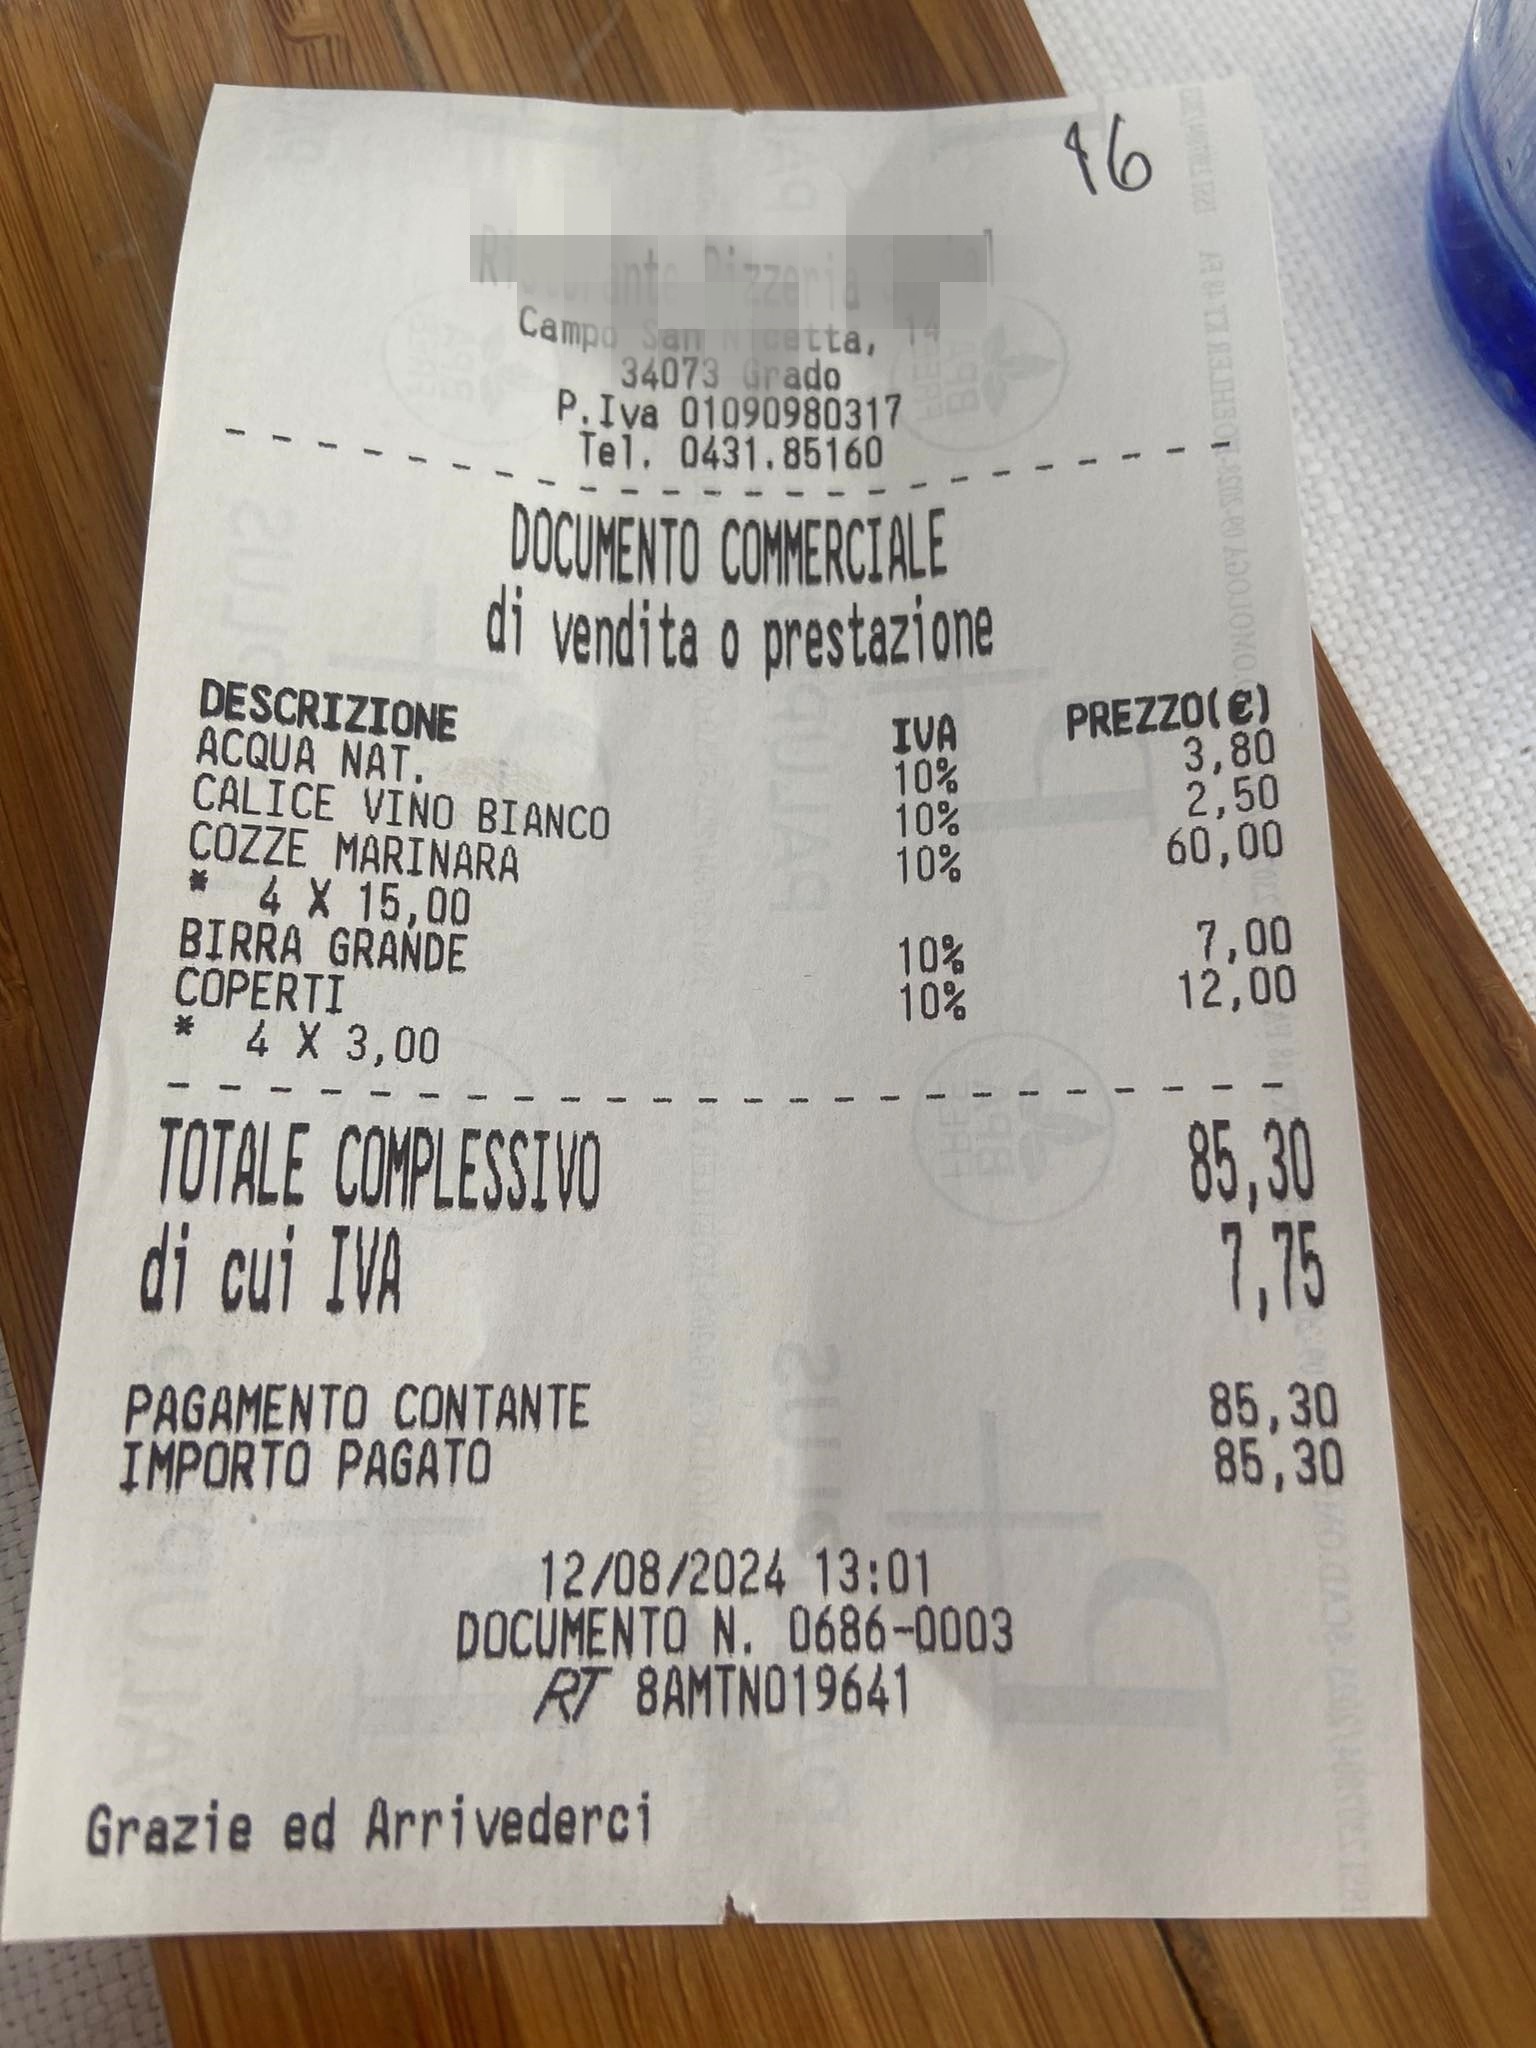 16
Campo San Nicetta, 14
34073 Grado
P.Iva 01090980317
Tel. 0431.85160
DOCUMENTO COMMERCIALE
di vendita o prestazione
DESCRIZIONE IVA PREZZO(€)
ACQUA NAT. 10% 3,80
CALICE VINO BIANCO 10% 2,50
COZZE MARINARA 10% 60,00
* 4 X 15,00
BIRRA GRANDE 10% 7,00
COPERTI 10% 12,00
* 4 X 3,00
TOTALE COMPLESSIVO 85,30
di cui IVA 7,75
PAGAMENTO CONTANTE 85,30
IMPORTO PAGATO 85,30
12/08/2024 13:01
DOCUMENTO N. 0686-0003
RT 8AMTN019641
Grazie ed Arrivederci